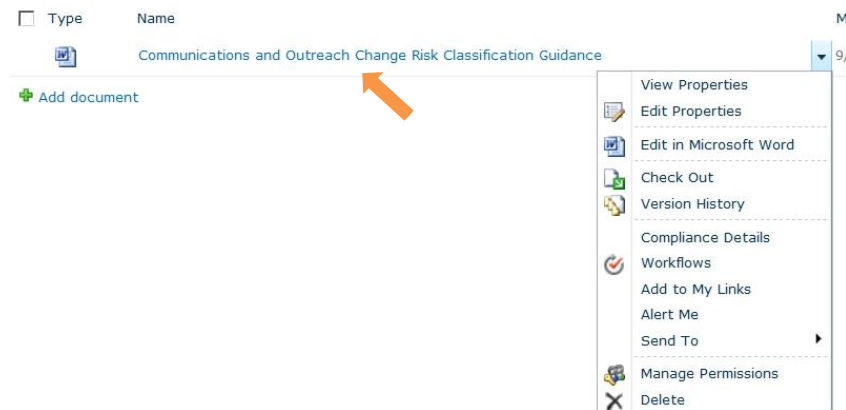 Type Name M
Communications and Outreach Change Risk Classification Guidance 9/
Add document
View Properties
Edit Properties
Edit in Microsoft Word
Check Out
Version History
Compliance Details
Workflows
Add to My Links
Alert Me
Send To
Manage Permissions
Delete